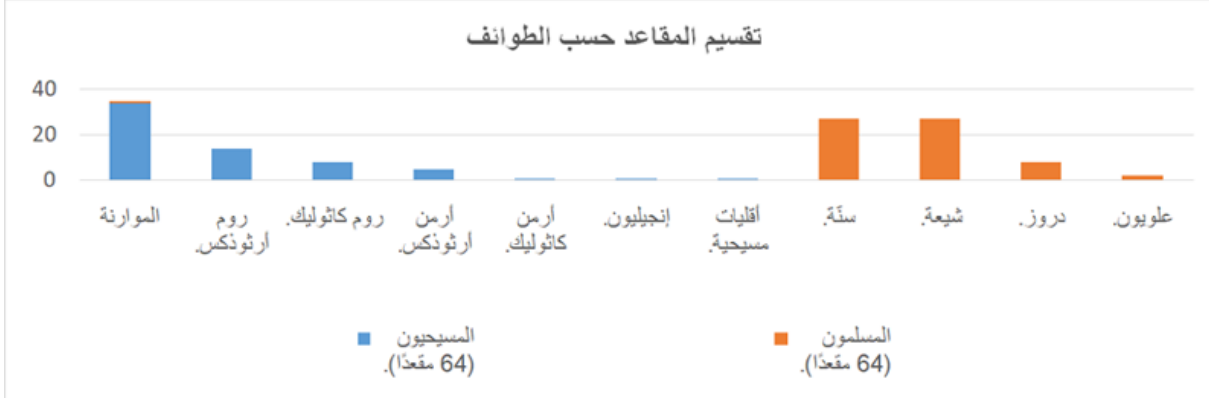 تقسيم المقاعد حسب الطوائف
40
20
0
الموارنة
روم
أرثوذكس.
روم كاثوليك.
أرمن
أرثوذكس.
أرمن
كاثوليك.
إنجيليون.
أقليات
مسيحية.
سنّة.
شيعة.
دروز.
علويون.
المسيحيون
(64 مقعدًا).
المسلمون
(64 مقعدًا).